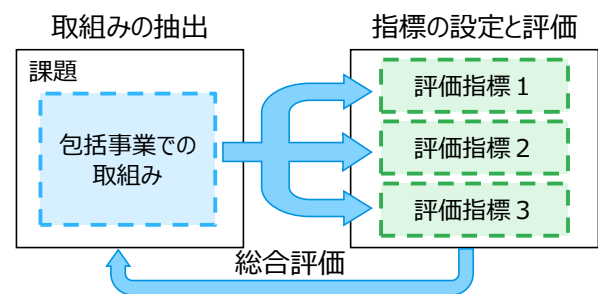 取組みの抽出
課題
包括事業での
取組み
指標の設定と評価
評価指標１
評価指標２
評価指標３
総合評価